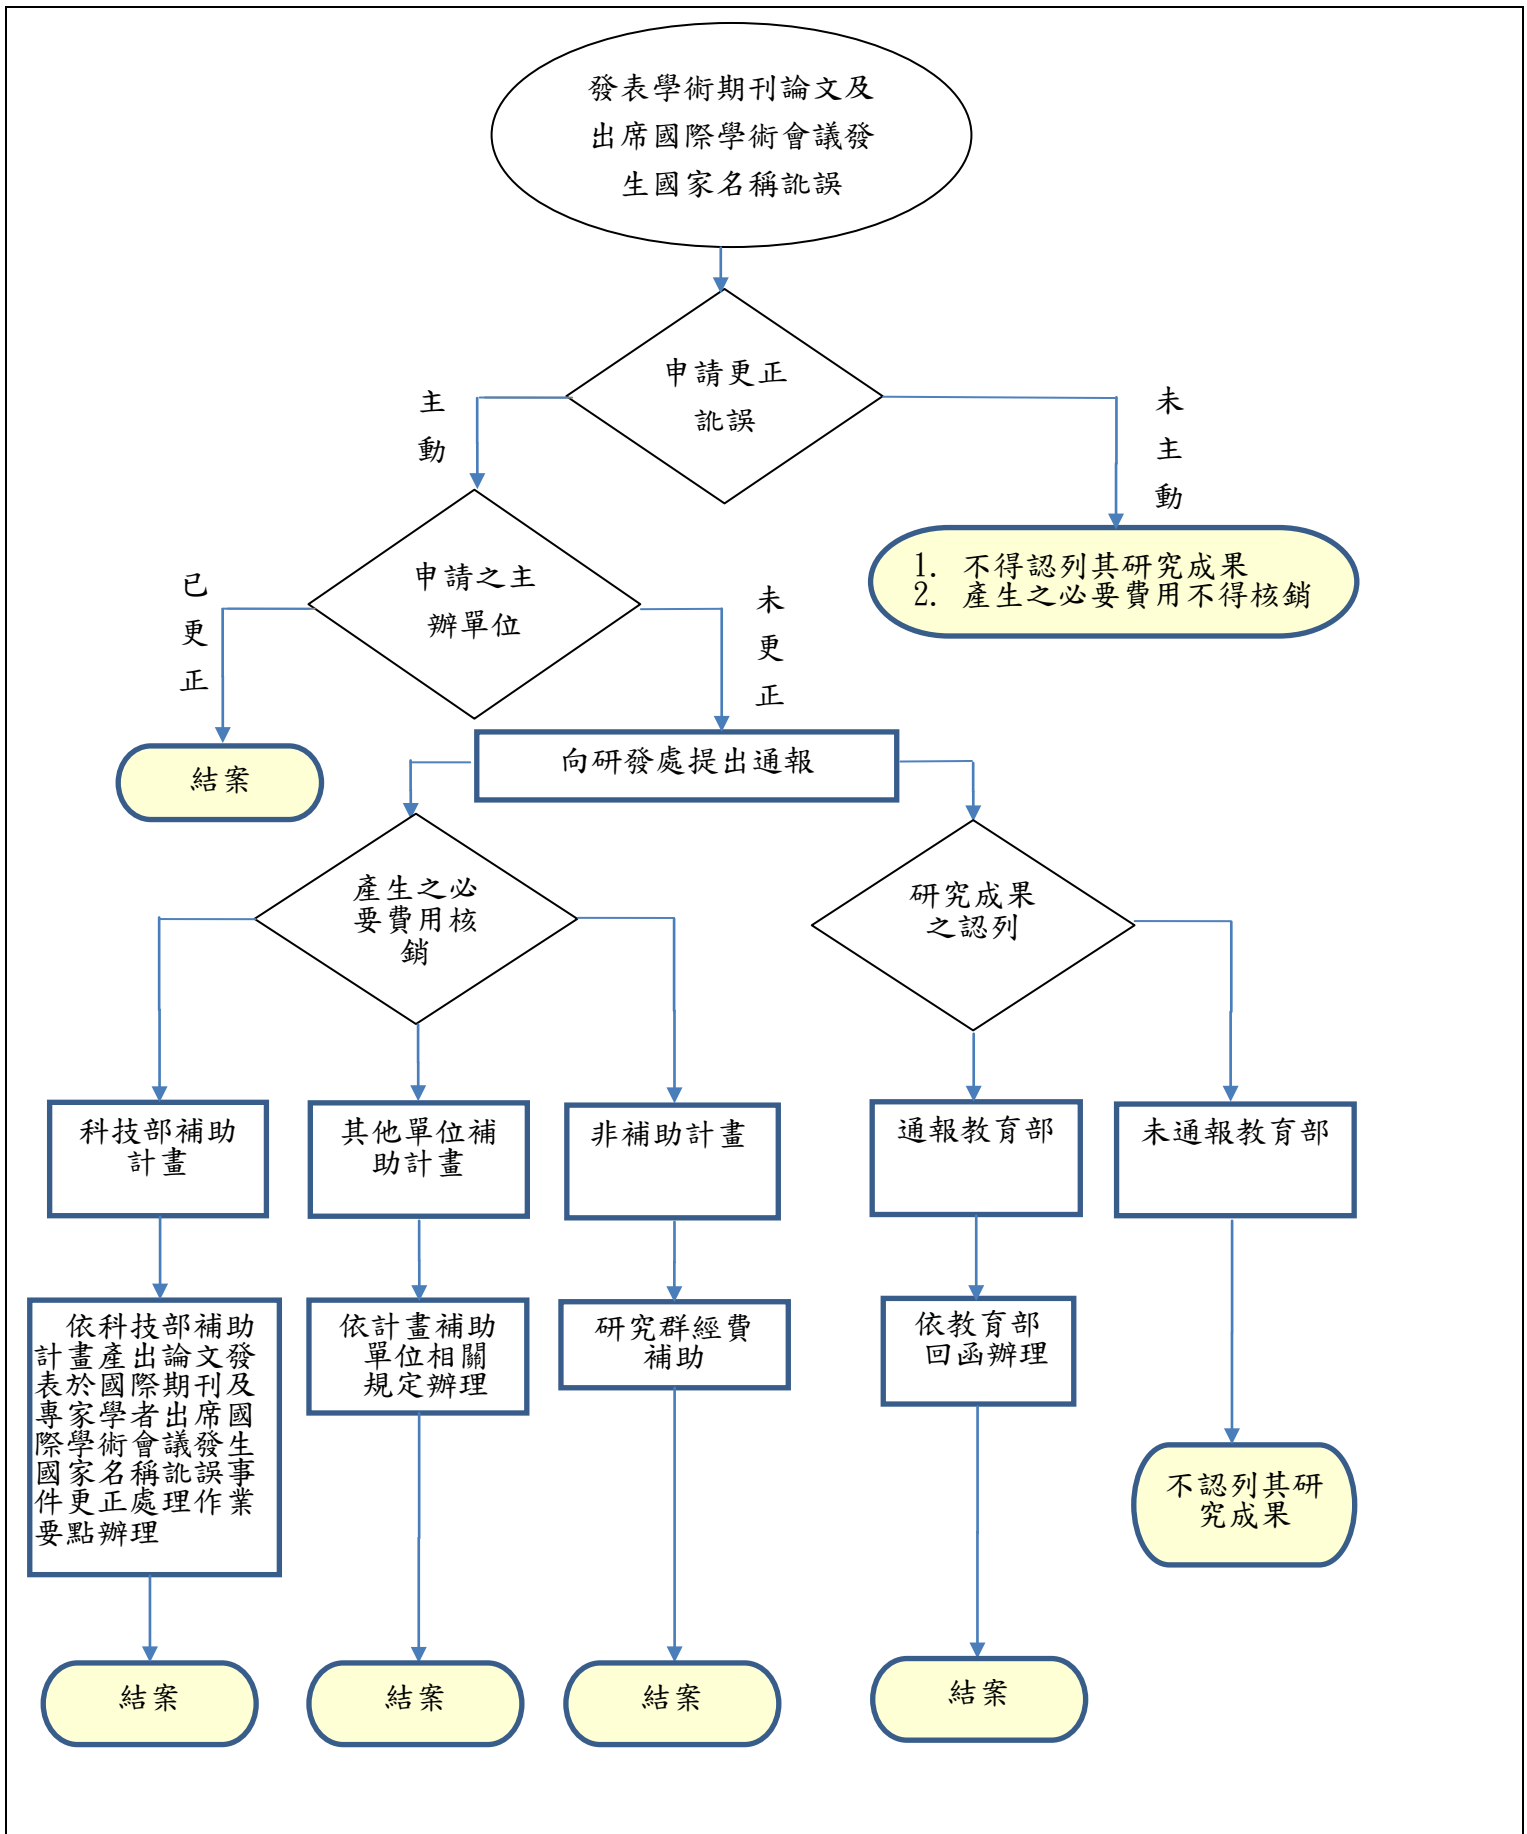 發表學術期刊論文及
出席國際學術會議發
生國家名稱訛誤
申請更正
訛誤
主
動
未
主
動
1. 不得認列其研究成果
2. 產生之必要費用不得核銷
申請之主
辦單位
已
更
正
未
更
正
結案
向研發處提出通報
產生之必
要費用核
銷
研究成果
之認列
科技部補助
計畫
其他單位補
助計畫
非補助計畫
通報教育部
未通報教育部
依科技部補助
計畫產出論文發
表於國際期刊及
專家學者出席國
際學術會議發生
國家名稱訛誤事
件更正處理作業
要點辦理
依計畫補助
單位相關
規定辦理
研究群經費
補助
依教育部
回函辦理
不認列其研
究成果
結案
結案
結案
結案